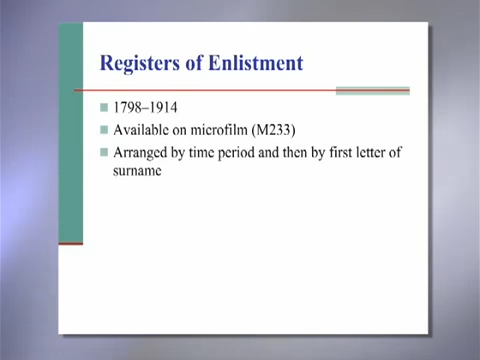 Registers of Enlistment
1798–1914
Available on microfilm (M233)
Arranged by time period and then by first letter of
surname